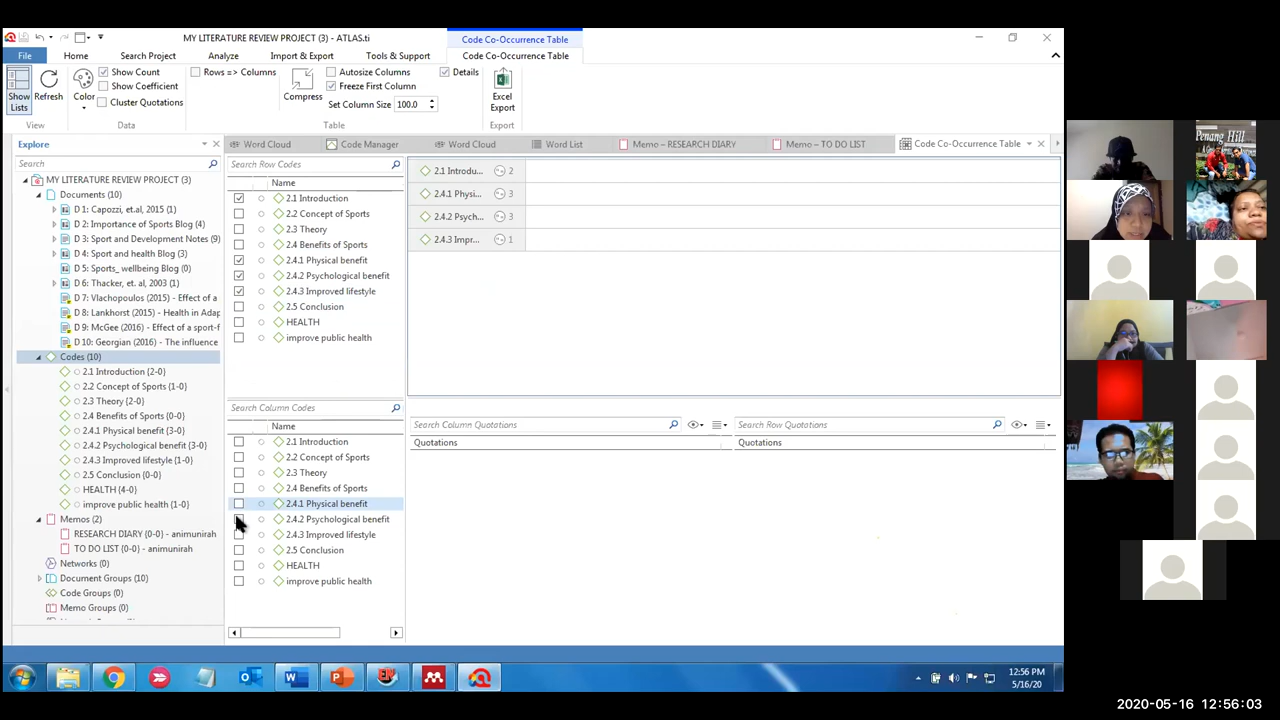 MY LITERATURE REVIEW PROJECT (3) - ATLAS.ti
Code Co-Occurrence Table
File
Home
Search Project
Analyze
Import & Export
Tools & Support
Code Co-Occurrence Table
Show Lists
Refresh
View
Color
Show Count
Show Coefficient
Cluster Quotations
Data
Rows => Columns
Compress
Autosize Columns
Freeze First Column
Set Column Size 100.0
Table
Details
Excel Export
Export
Explore
Word Cloud
Code Manager
Word Cloud
Word List
Memo – RESEARCH DIARY
Memo – TO DO LIST
Code Co-Occurrence Table
Search
MY LITERATURE REVIEW PROJECT (3)
Documents (10)
D 1: Capozzi, et.al, 2015 (1)
D 2: Importance of Sports Blog (4)
D 3: Sport and Development Notes (9)
D 4: Sport and health Blog (3)
D 5: Sports_ wellbeing Blog (0)
D 6: Thacker, et. al, 2003 (1)
D 7: Vlachopoulos (2015) - Effect of a
D 8: Lankhorst (2015) - Health in Adap
D 9: McGee (2016) - Effect of a sport-f
D 10: Georgian (2016) - The influence
Codes (10)
2.1 Introduction (2-0)
2.2 Concept of Sports (1-0)
2.3 Theory (2-0)
2.4 Benefits of Sports (0-0)
2.4.1 Physical benefit (3-0)
2.4.2 Psychological benefit (3-0)
2.4.3 Improved lifestyle (1-0)
2.5 Conclusion (0-0)
HEALTH (4-0)
improve public health (1-0)
Memos (2)
RESEARCH DIARY (0-0) - animunirah
TO DO LIST (0-0) - animunirah
Networks (0)
Document Groups (10)
Code Groups (0)
Memo Groups (0)
Search Row Codes
Name
2.1 Introduction
2.2 Concept of Sports
2.3 Theory
2.4 Benefits of Sports
2.4.1 Physical benefit
2.4.2 Psychological benefit
2.4.3 Improved lifestyle
2.5 Conclusion
HEALTH
improve public health
2.1 Introdu... 2
2.4.1 Physi... 3
2.4.2 Psych... 3
2.4.3 Impr... 1
Search Column Codes
Name
2.1 Introduction
2.2 Concept of Sports
2.3 Theory
2.4 Benefits of Sports
2.4.1 Physical benefit
2.4.2 Psychological benefit
2.4.3 Improved lifestyle
2.5 Conclusion
HEALTH
improve public health
Search Column Quotations
Search Row Quotations
Quotations
Quotations
12:56 PM
5/16/20
Penang Hill
2020-05-16 12:56:03